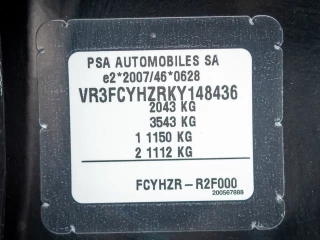 PSA AUTOMOBILES SA
e2*2007/46*0628
VR3FCYHZRKY148436
2043 KG
3543 KG
1 1150 KG
2 1112 KG
FCYHZR-R2F000
200567888